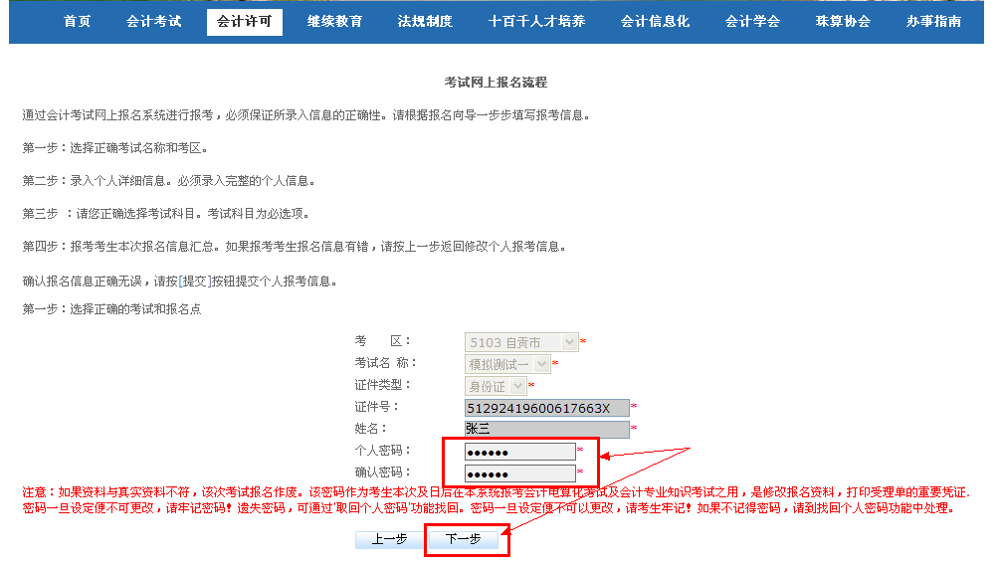 首页 会计考试 会计许可 继续教育 法规制度 十百千人才培养 会计信息化 会计学会 珠算协会 办事指南
考试网上报名流程
通过会计考试网上报名系统进行报考，必须保证所录入信息的正确性。请根据报名向导一步步填写报考信息。
第一步：选择正确考试名称和考区。
第二步：录入个人详细信息。必须录入完整的个人信息。
第三步 ：请您正确选择考试科目。考试科目为必选项。
第四步：报考考生本次报名信息汇总。如果报考考生报名信息有错，请按上一步返回修改个人报考信息。
确认报名信息正确无误，请按[提交]按钮提交个人报考信息。
第一步：选择正确的考试和报名点
考 区： 5103 自贡市 *
考试名 称： 模拟测试一 *
证件类型： 身份证 *
证件号： 51292419600617663X *
姓名： 张三 *
个人密码： ●●●●●● *
确认密码： ●●●●●● *
注意：如果资料与真实资料不符，该次考试报名作废。该密码作为考生本次及日后在本系统报考会计电算化考试及会计专业知识考试之用，是修改报名资料，打印受理单的重要凭证.
密码一旦设定便不可更改，请牢记密码！遗失密码，可通过'取回个人密码'功能找回。密码一旦设定便不可以更改，请考生牢记！如果不记得密码，请到找回个人密码功能中处理。
上一步 下一步